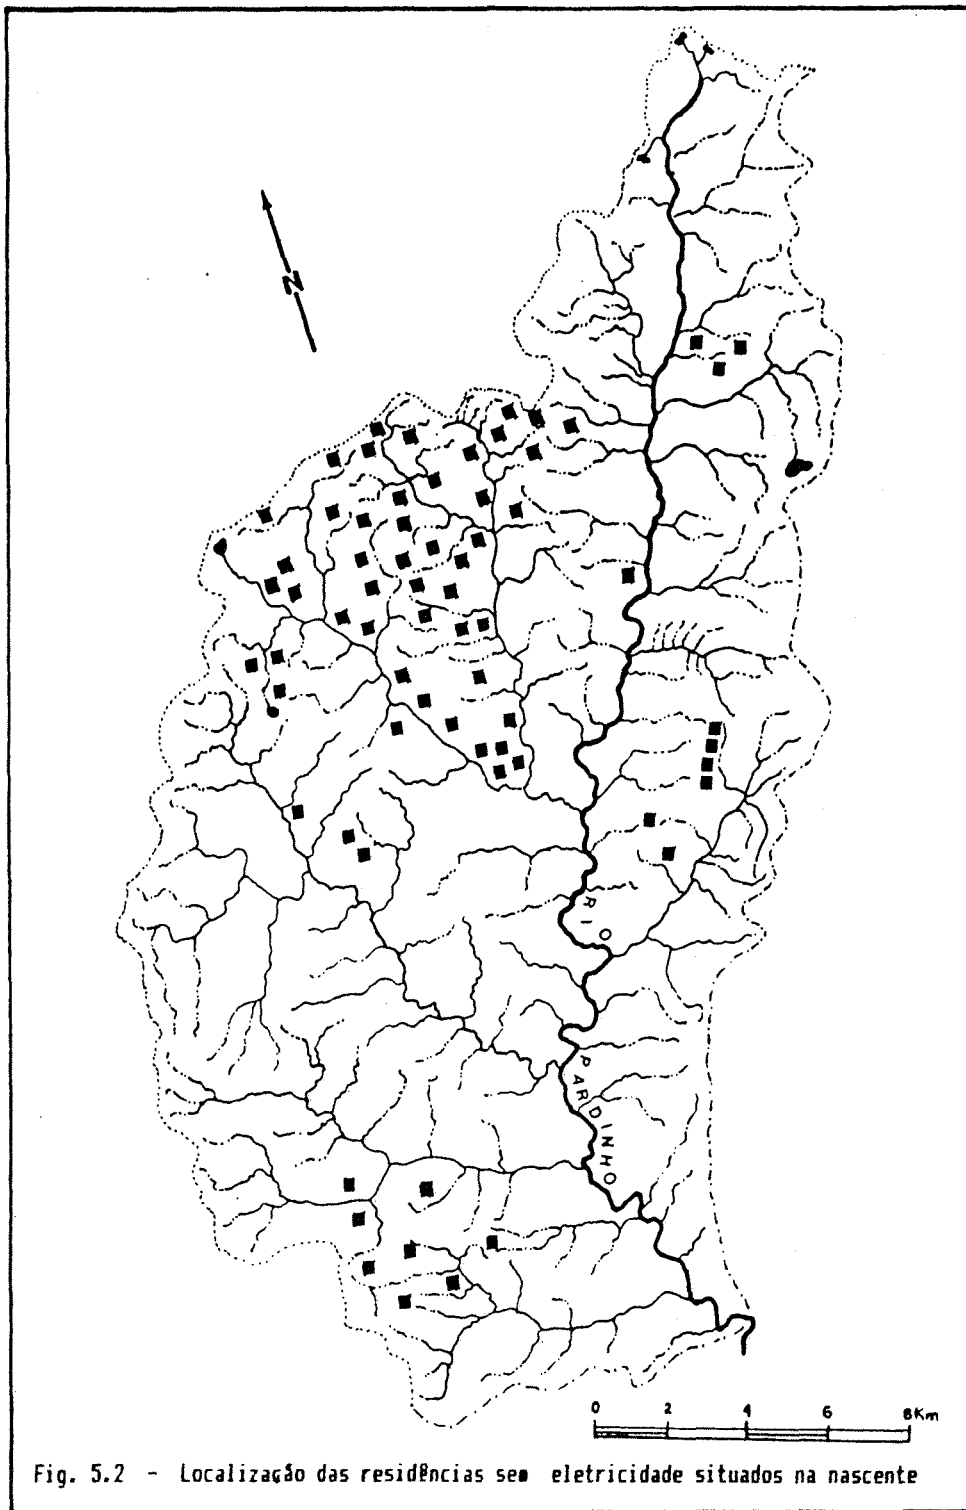 N
RIO
PARDINHO
0 2 4 6 8Km
Fig. 5.2 - Localização das residências sem eletricidade situados na nascente